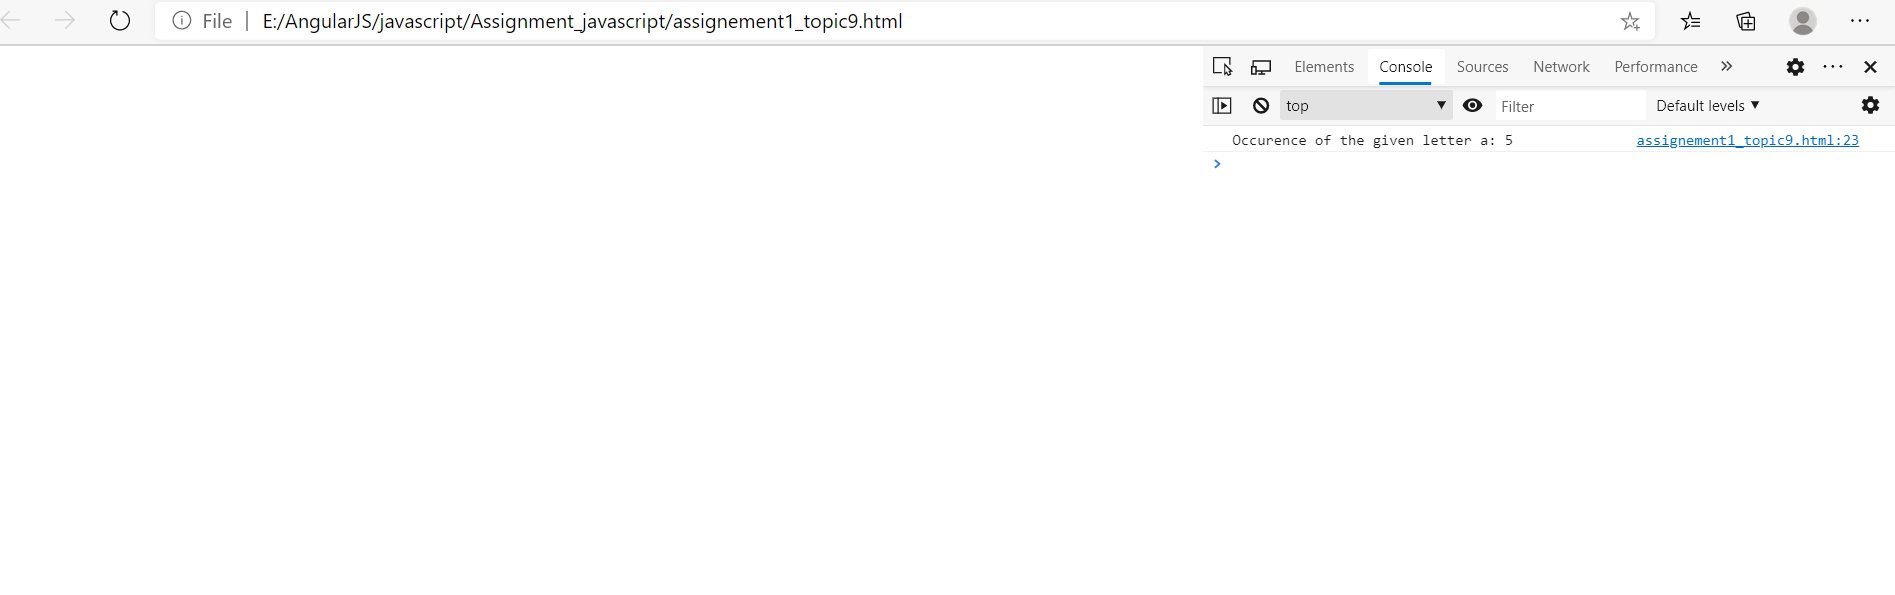 File | E:/AngularJS/javascript/Assignment_javascript/assignement1_topic9.html
Elements Console Sources Network Performance
top Filter Default levels
Occurence of the given letter a: 5 assignement1_topic9.html:23